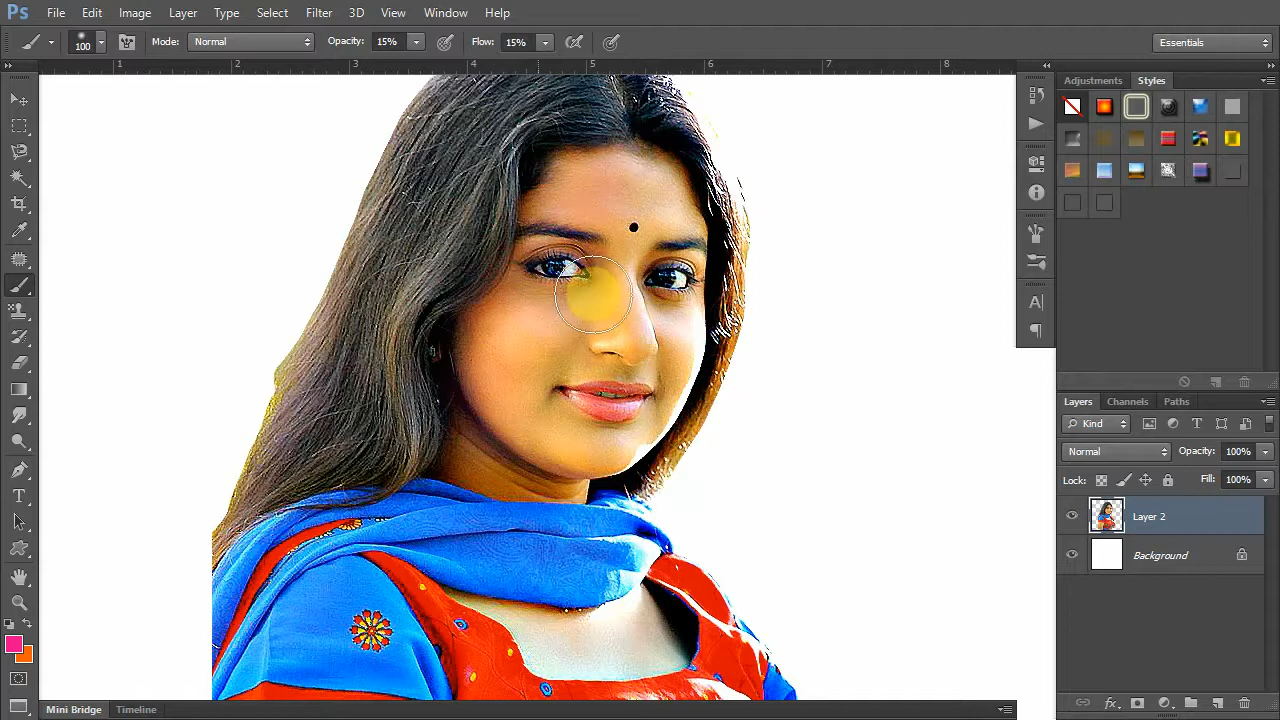 Ps File Edit Image Layer Type Select Filter 3D View Window Help
100 Mode: Normal Opacity: 15% Flow: 15% Essentials
1 2 3 4 5 6 7 8
Adjustments Styles
Layers Channels Paths
Kind
Normal Opacity: 100%
Lock: Fill: 100%
Layer 2
Background
Mini Bridge Timeline